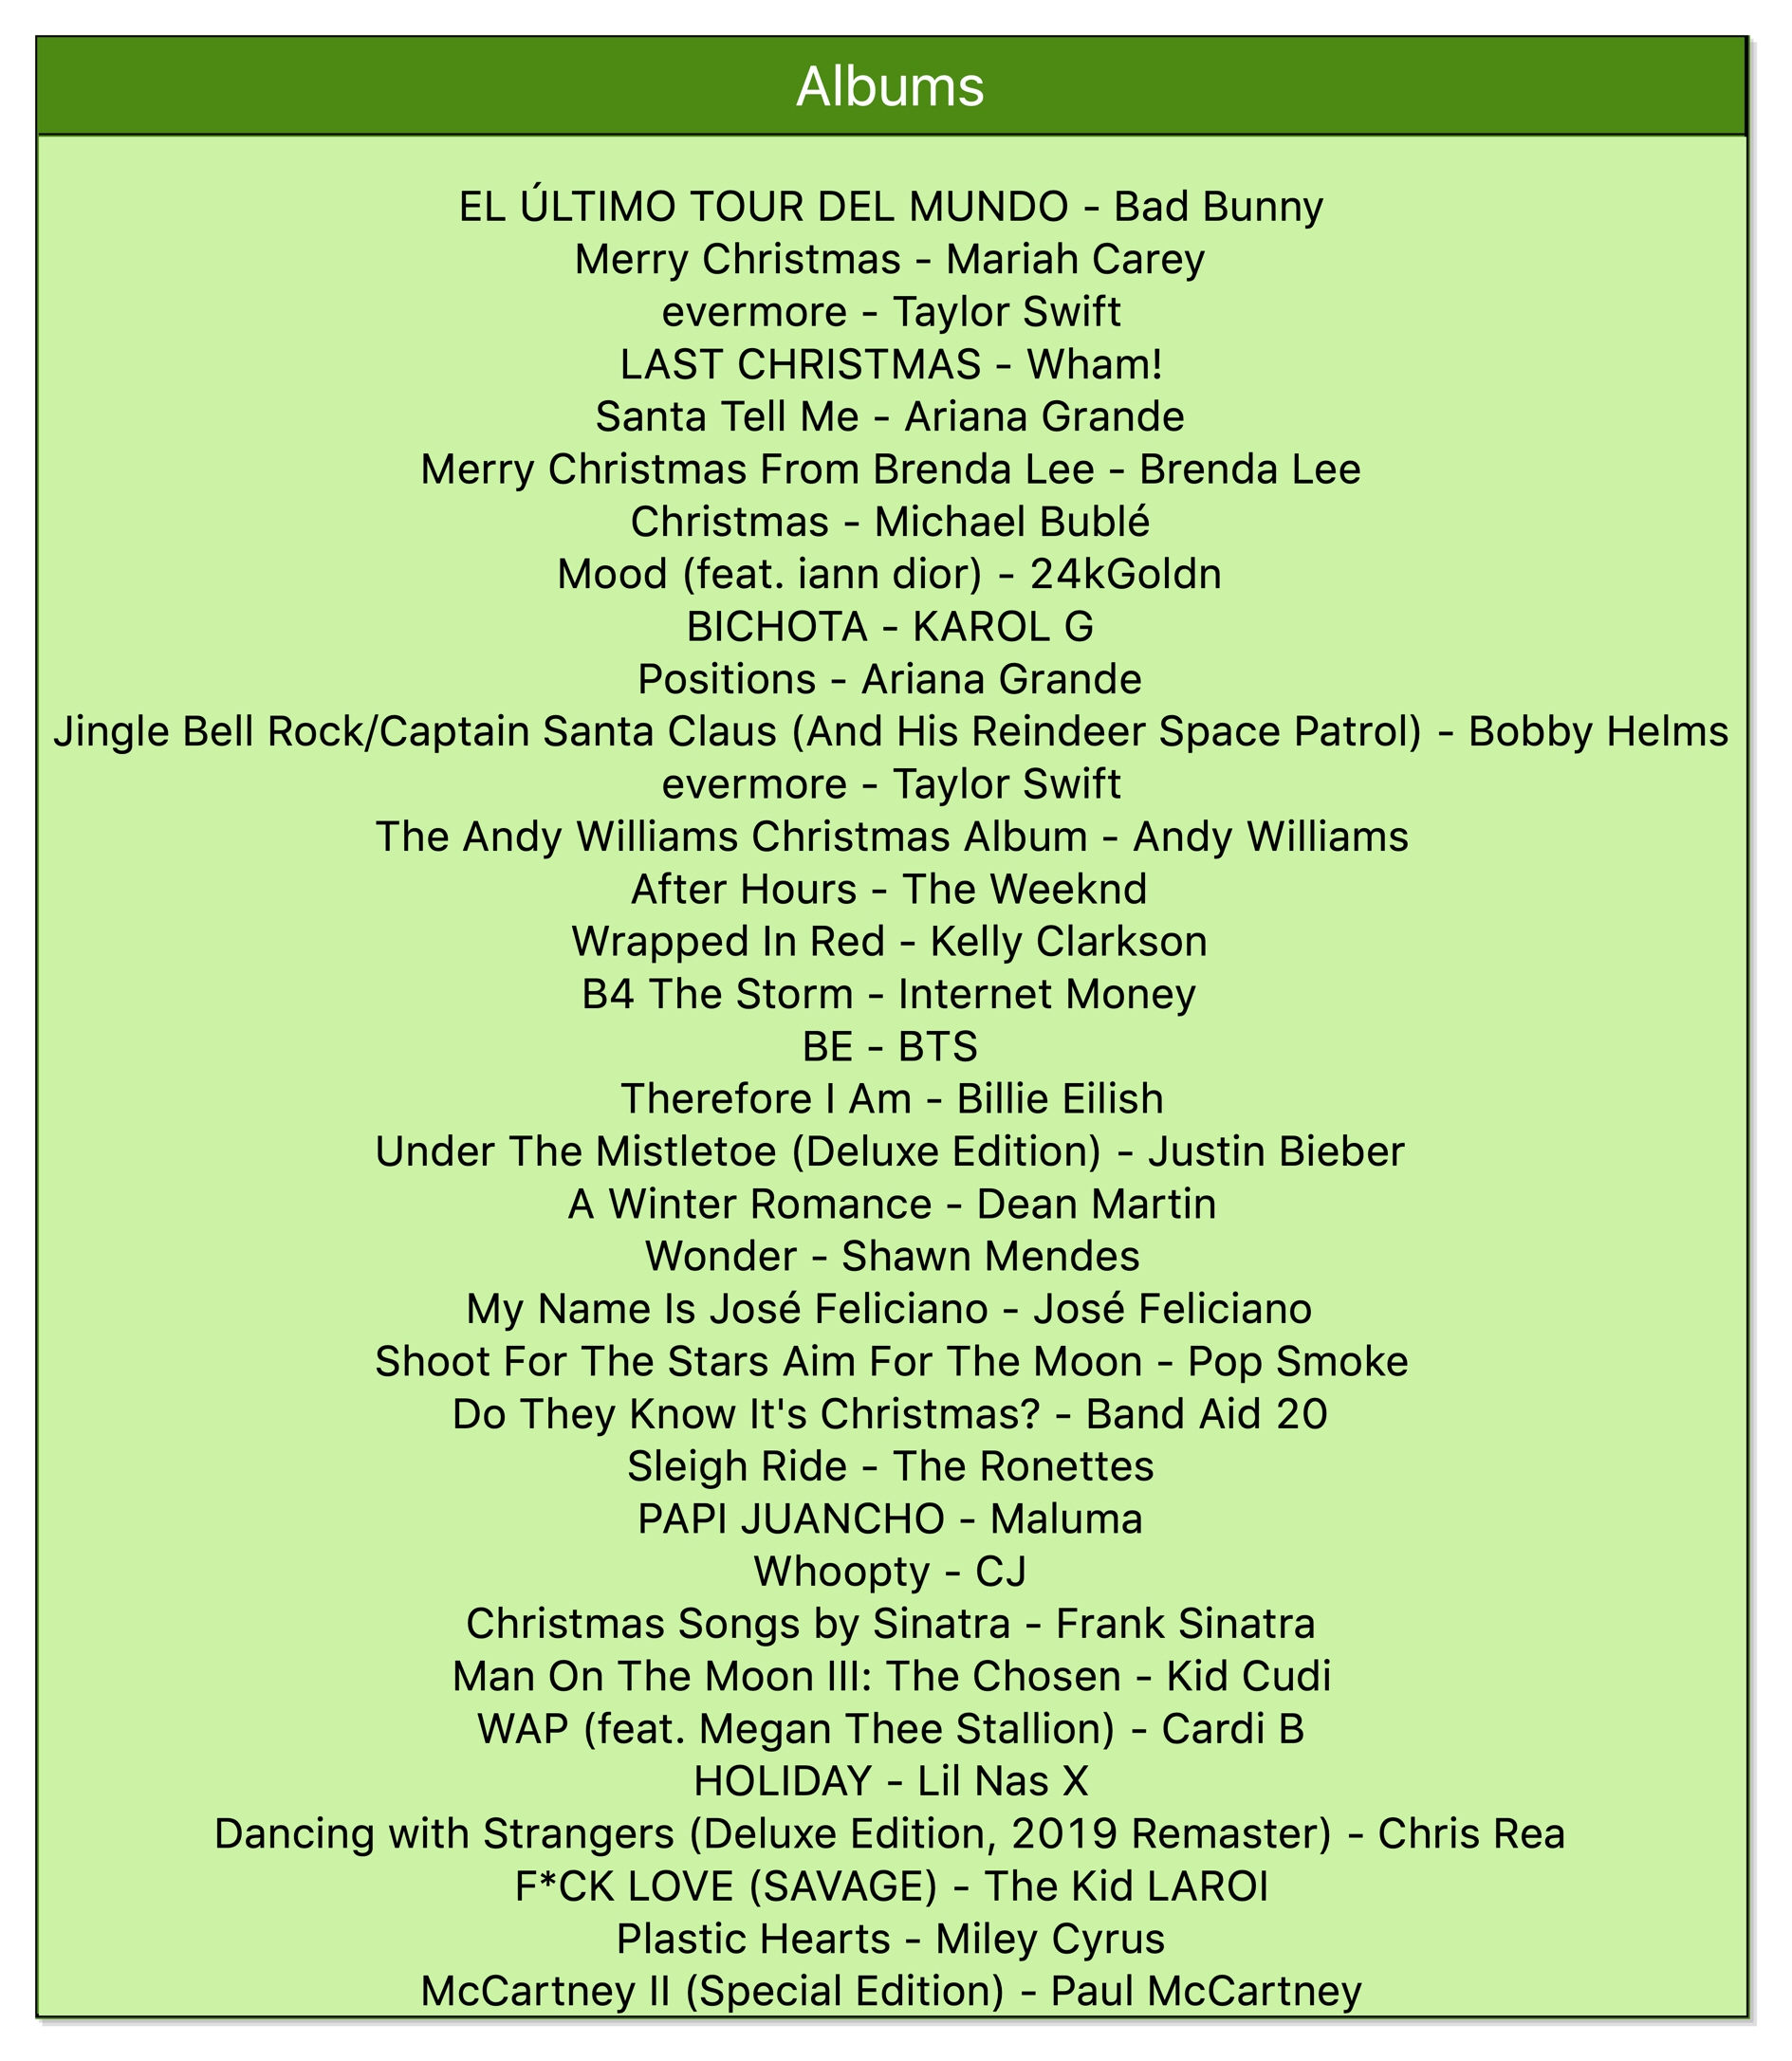 Albums
EL ÚLTIMO TOUR DEL MUNDO - Bad Bunny
Merry Christmas - Mariah Carey
evermore - Taylor Swift
LAST CHRISTMAS - Wham!
Santa Tell Me - Ariana Grande
Merry Christmas From Brenda Lee - Brenda Lee
Christmas - Michael Bublé
Mood (feat. iann dior) - 24kGoldn
BICHOTA - KAROL G
Positions - Ariana Grande
Jingle Bell Rock/Captain Santa Claus (And His Reindeer Space Patrol) - Bobby Helms
evermore - Taylor Swift
The Andy Williams Christmas Album - Andy Williams
After Hours - The Weeknd
Wrapped In Red - Kelly Clarkson
B4 The Storm - Internet Money
BE - BTS
Therefore I Am - Billie Eilish
Under The Mistletoe (Deluxe Edition) - Justin Bieber
A Winter Romance - Dean Martin
Wonder - Shawn Mendes
My Name Is José Feliciano - José Feliciano
Shoot For The Stars Aim For The Moon - Pop Smoke
Do They Know It's Christmas? - Band Aid 20
Sleigh Ride - The Ronettes
PAPI JUANCHO - Maluma
Whoopty - CJ
Christmas Songs by Sinatra - Frank Sinatra
Man On The Moon III: The Chosen - Kid Cudi
WAP (feat. Megan Thee Stallion) - Cardi B
HOLIDAY - Lil Nas X
Dancing with Strangers (Deluxe Edition, 2019 Remaster) - Chris Rea
F*CK LOVE (SAVAGE) - The Kid LAROI
Plastic Hearts - Miley Cyrus
McCartney II (Special Edition) - Paul McCartney